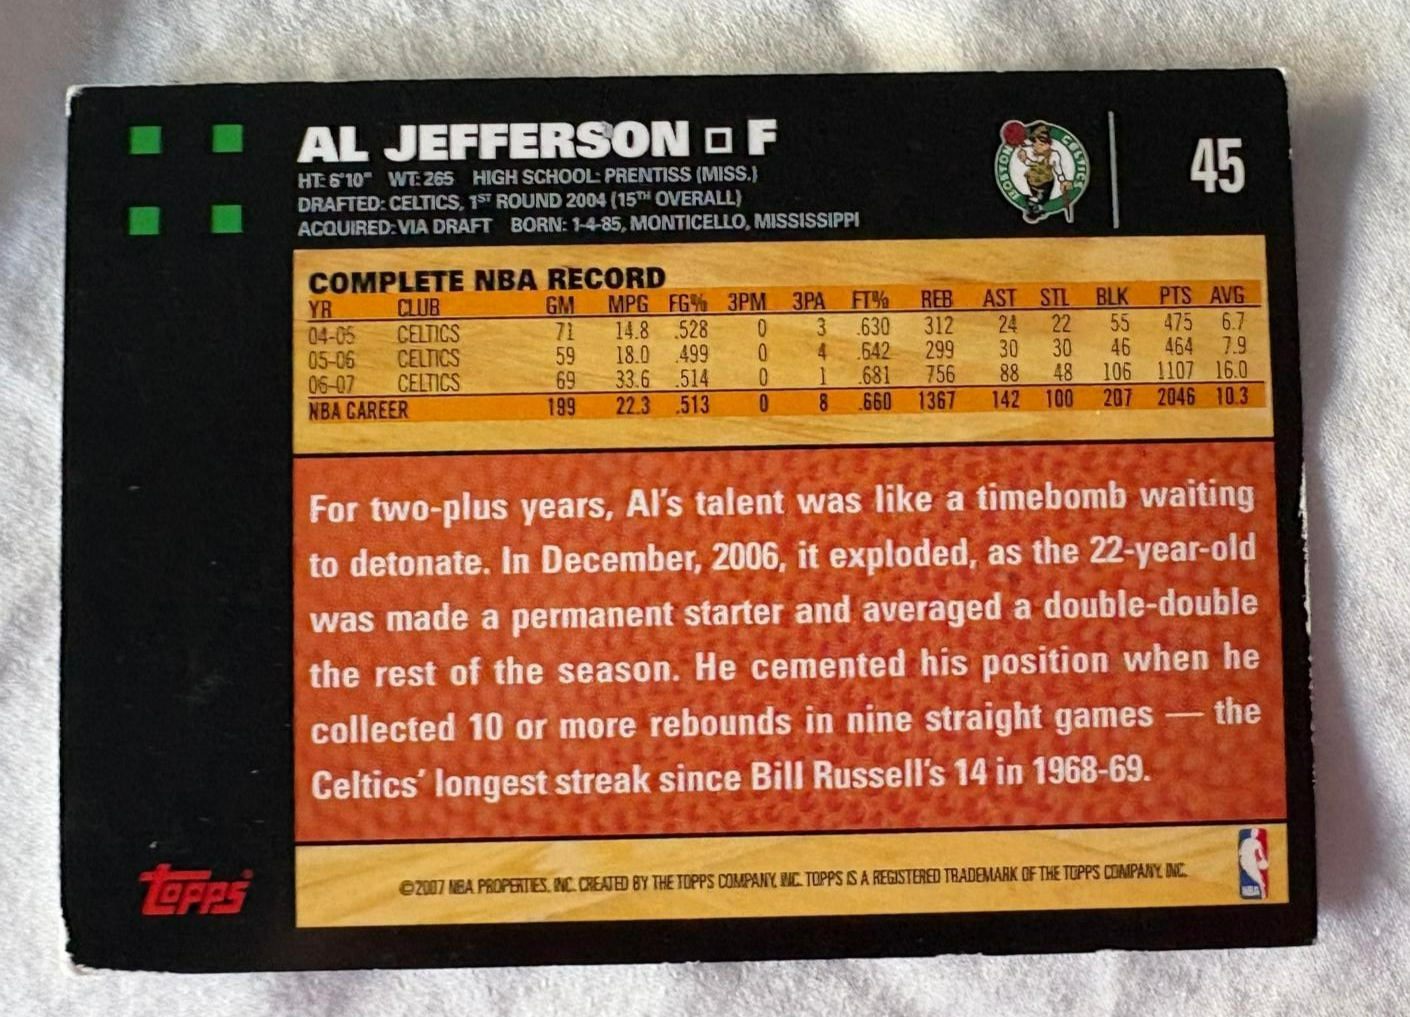 AL JEFFERSON □ F
HT: 6'10" WT: 265 HIGH SCHOOL: PRENTISS (MISS.)
DRAFTED: CELTICS, 1ST ROUND 2004 (15TH OVERALL)
ACQUIRED: VIA DRAFT BORN: 1-4-85, MONTICELLO, MISSISSIPPI
BOSTON CELTICS
45
COMPLETE NBA RECORD
YR CLUB GM MPG FG% 3PM 3PA FT% REB AST STL BLK PTS AVG
04-05 CELTICS 71 14.8 .528 0 3 .630 312 24 22 55 475 6.7
05-06 CELTICS 59 18.0 .499 0 4 .642 299 30 30 46 464 7.9
06-07 CELTICS 69 33.6 .514 0 1 .681 756 88 48 106 1107 16.0
NBA CAREER 199 22.3 .513 0 8 .660 1367 142 100 207 2046 10.3
For two-plus years, Al's talent was like a timebomb waiting
to detonate. In December, 2006, it exploded, as the 22-year-old
was made a permanent starter and averaged a double-double
the rest of the season. He cemented his position when he
collected 10 or more rebounds in nine straight games — the
Celtics' longest streak since Bill Russell's 14 in 1968-69.
Topps®
©2007 NBA PROPERTIES, INC. CREATED BY THE TOPPS COMPANY, INC. TOPPS IS A REGISTERED TRADEMARK OF THE TOPPS COMPANY, INC.
NBA